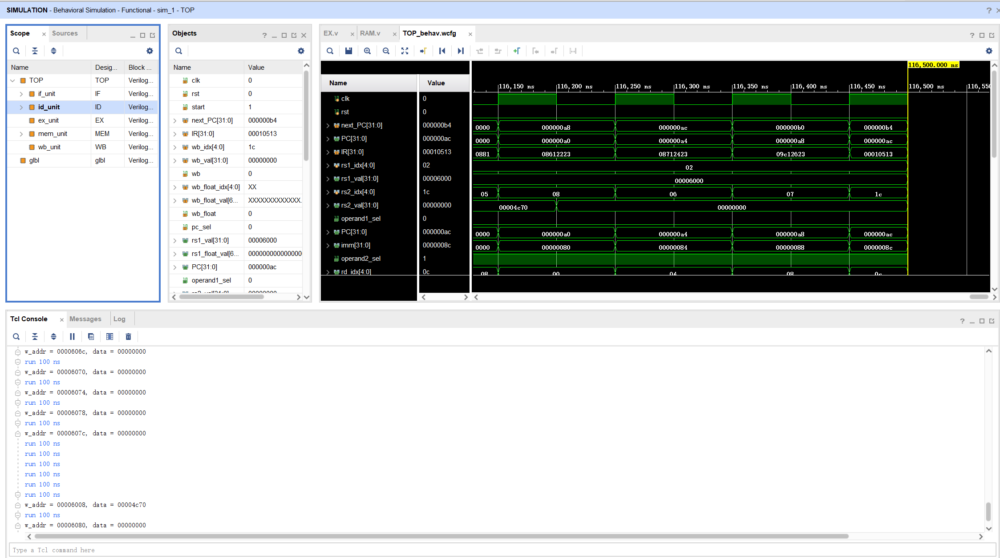 SIMULATION - Behavioral Simulation - Functional - sim_1 - TOP
Scope
Sources
Name Desig... Block ...
TOP TOP Verilog...
if_unit IF Verilog...
id_unit ID Verilog...
ex_unit EX Verilog...
mem_unit MEM Verilog...
wb_unit WB Verilog...
glbl glbl Verilog...
Objects
Name Value
clk 0
rst 0
start 1
next_PC[31:0] 000000b4
IR[31:0] 00010513
wb_idx[4:0] 1c
wb_val[31:0] 00000000
wb 0
wb_float_idx[4:0] XX
wb_float_val[6... XXXXXXXXXXXXX
wb_float 0
pc_sel 0
rs1_val[31:0] 00006000
rs1_float_val[6... 000000000000000
PC[31:0] 000000ac
operand1_sel 0
rs2_val[31:0] 00000000
EX.v
RAM.v
TOP_behav.wcfg
116,500.000 ns
Name Value
116,150 ns 116,200 ns 116,250 ns 116,300 ns 116,350 ns 116,400 ns 116,450 ns 116,500 ns 116,550
clk 0
rst 0
next_PC[31:0] 000000b4 0000 000000a8 000000ac 000000b0 000000b4
PC[31:0] 000000ac 0000 000000a0 000000a4 000000a8 000000ac
IR[31:0] 00010513 0881 08612223 08712423 09c12623 00010513
rs1_idx[4:0] 02 02
rs1_val[31:0] 00006000 00006000
rs2_idx[4:0] 1c 05 08 06 07 1c
rs2_val[31:0] 00000000 00004c70 00000000
operand1_sel 0
PC[31:0] 000000ac 0000 000000a0 000000a4 000000a8 000000ac
imm[31:0] 0000008c 0000 00000080 00000084 00000088 0000008c
operand2_sel 1
rd_idx[4:0] 0c 08 00 04 08 0c
Tcl Console
Messages
Log
w_addr = 0000606c, data = 00000000
run 100 ns
w_addr = 00006070, data = 00000000
run 100 ns
w_addr = 00006074, data = 00000000
run 100 ns
w_addr = 00006078, data = 00000000
run 100 ns
w_addr = 0000607c, data = 00000000
run 100 ns
run 100 ns
run 100 ns
run 100 ns
run 100 ns
run 100 ns
w_addr = 00006008, data = 00004c70
run 100 ns
w_addr = 00006080, data = 00000000
Type a Tcl command here